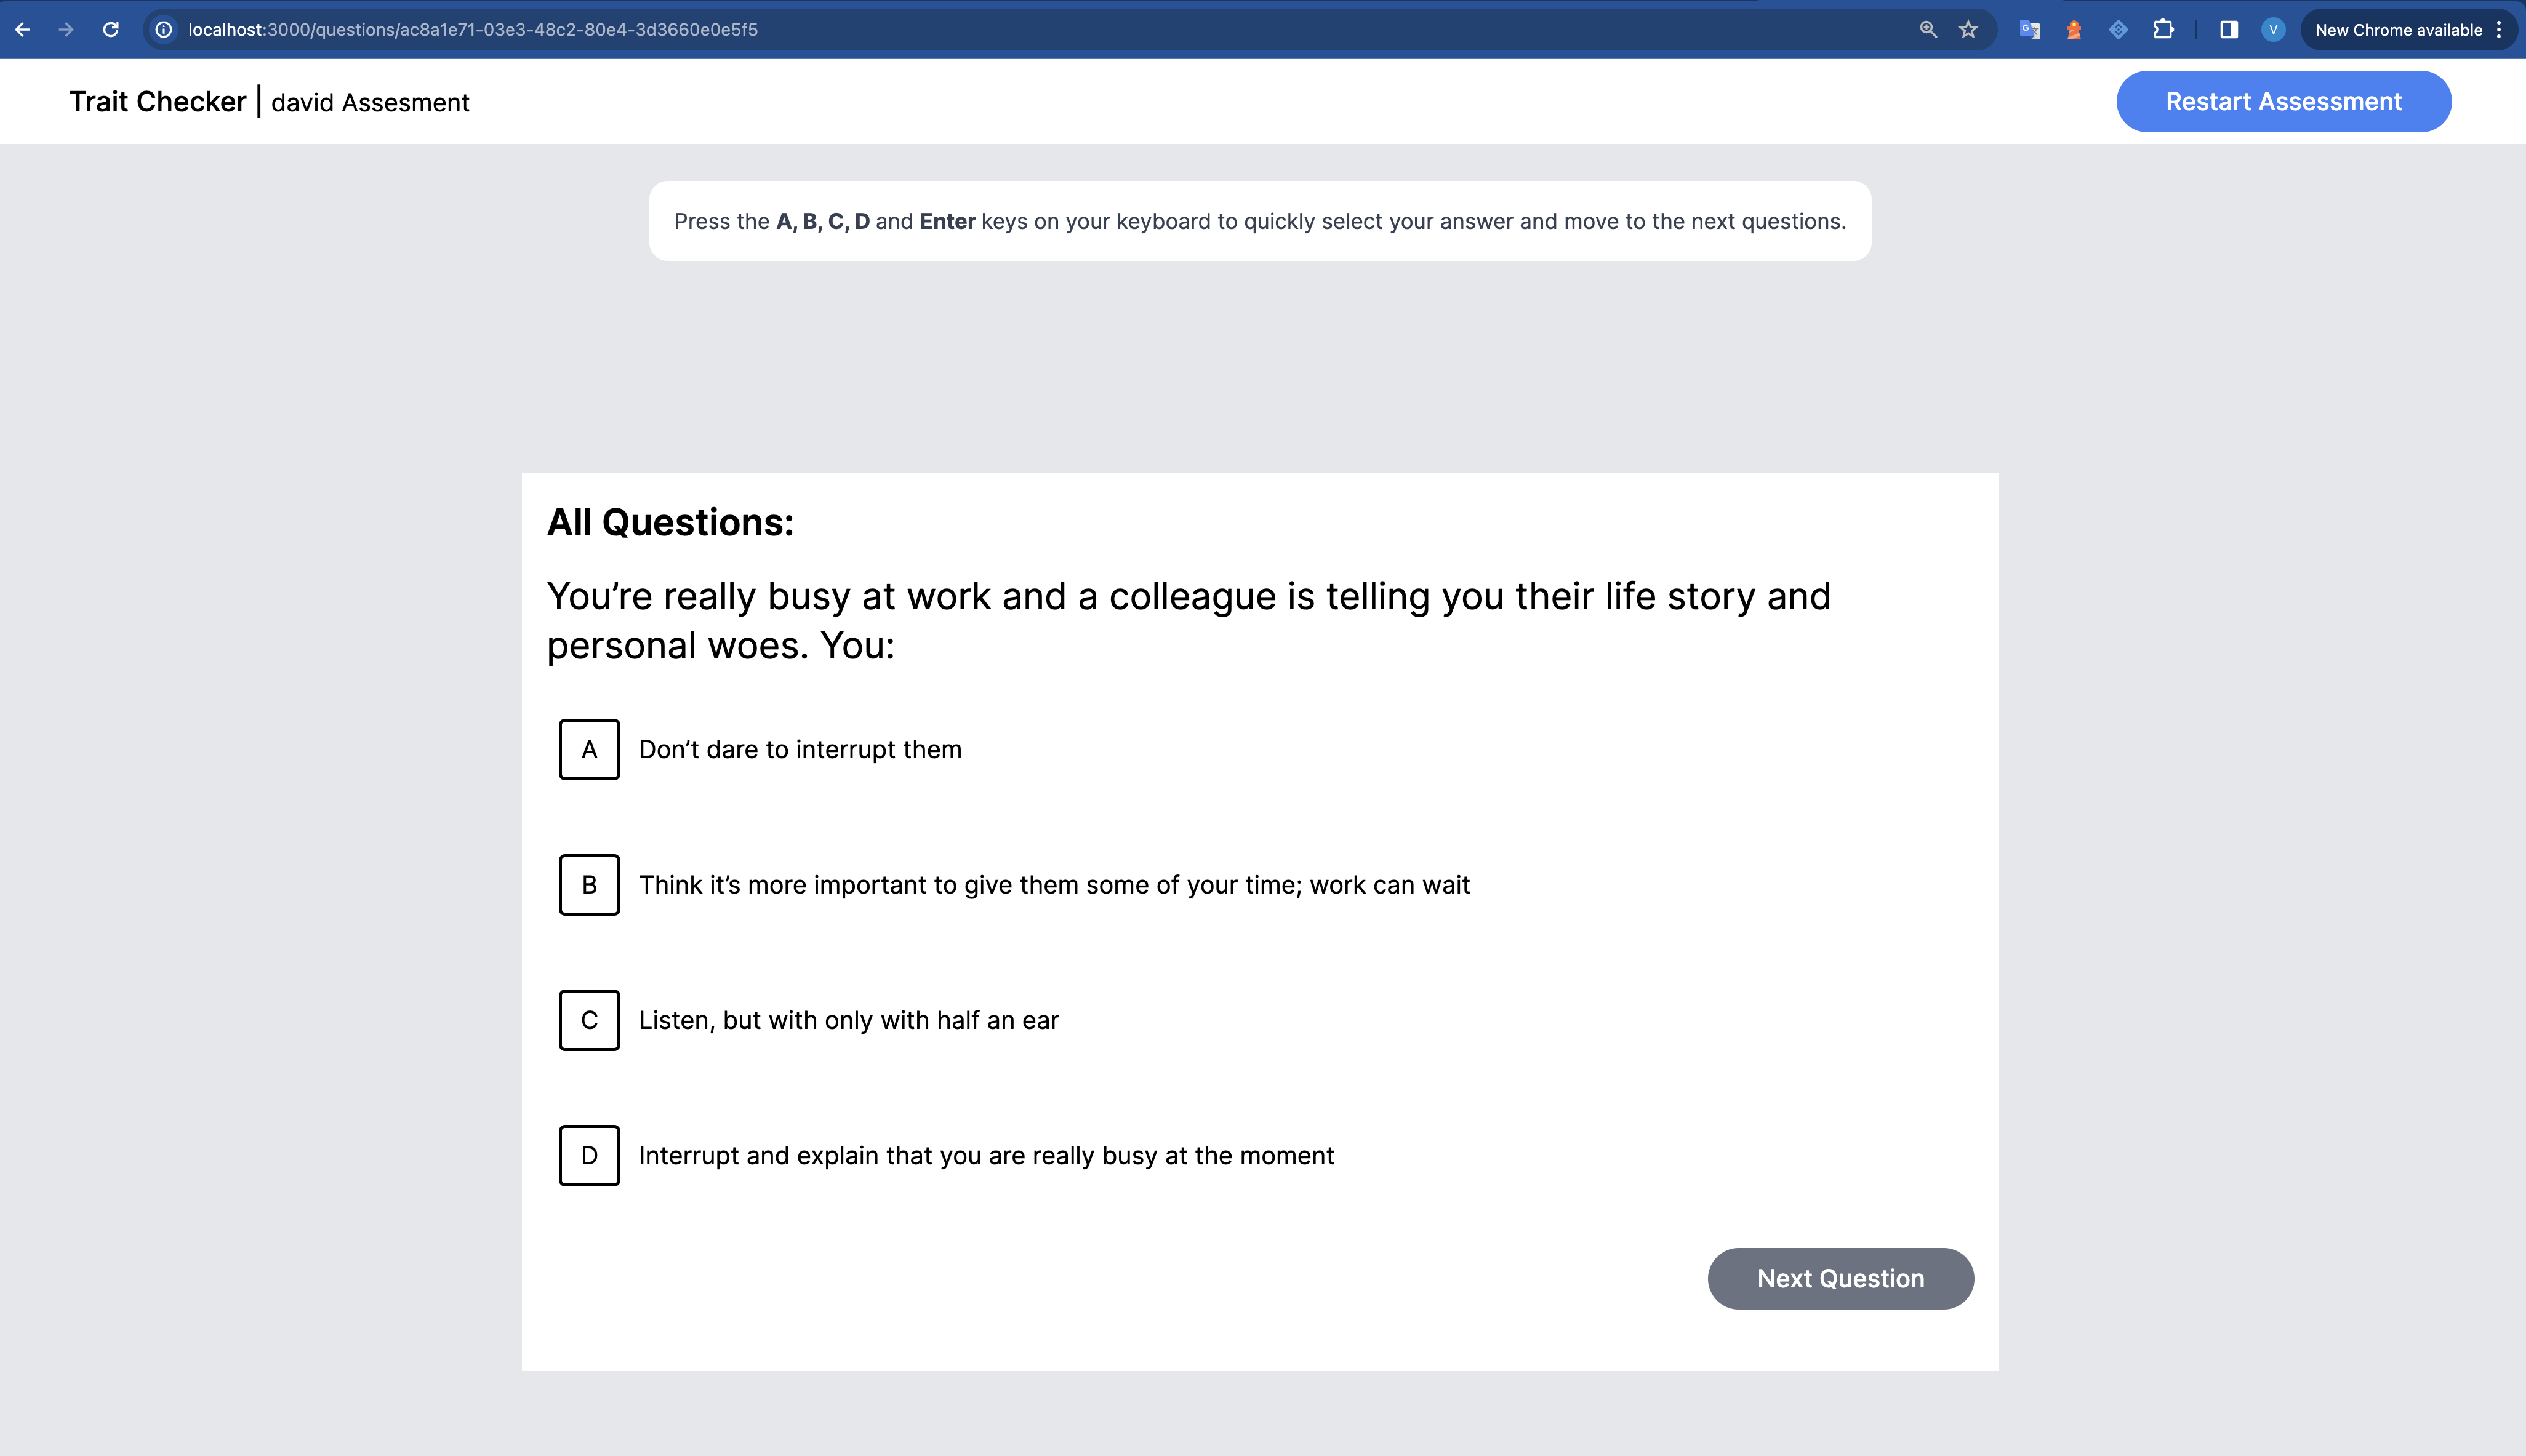 localhost:3000/questions/ac8a1e71-03e3-48c2-80e4-3d3660e0e5f5
V
New Chrome available
Trait Checker | david Assesment
Restart Assessment
Press the A, B, C, D and Enter keys on your keyboard to quickly select your answer and move to the next questions.
All Questions:
You’re really busy at work and a colleague is telling you their life story and
personal woes. You:
A Don’t dare to interrupt them
B Think it’s more important to give them some of your time; work can wait
C Listen, but with only with half an ear
D Interrupt and explain that you are really busy at the moment
Next Question